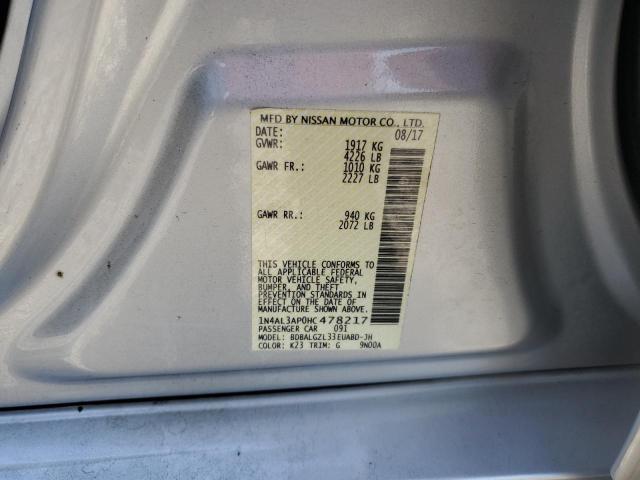 MFD BY NISSAN MOTOR CO., LTD.
DATE: 08/17
GVWR: 1917 KG
4226 LB
GAWR FR.: 1010 KG
2227 LB
GAWR RR.: 940 KG
2072 LB
THIS VEHICLE CONFORMS TO
ALL APPLICABLE FEDERAL
MOTOR VEHICLE SAFETY,
BUMPER, AND THEFT
PREVENTION STANDARDS IN
EFFECT ON THE DATE OF
MANUFACTURE SHOWN ABOVE.
1N4AL3AP0HC478217
PASSENGER CAR 091
MODEL: BDBALGZL33EUABD-JH
COLOR: K23 TRIM: G 9N00A